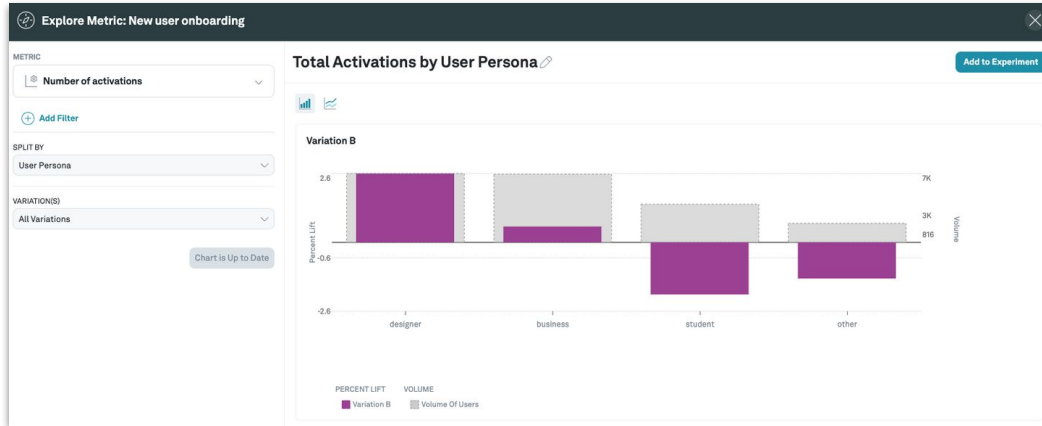 Explore Metric: New user onboarding
METRIC
Number of activations
Add Filter
SPLIT BY
User Persona
VARIATION(S)
All Variations
Chart is Up to Date
Total Activations by User Persona
Add to Experiment
Variation B
2.6
-0.6
-2.6
Percent Lift
7K
3K
816
Volume
designer
business
student
other
PERCENT LIFT
VOLUME
Variation B
Volume Of Users